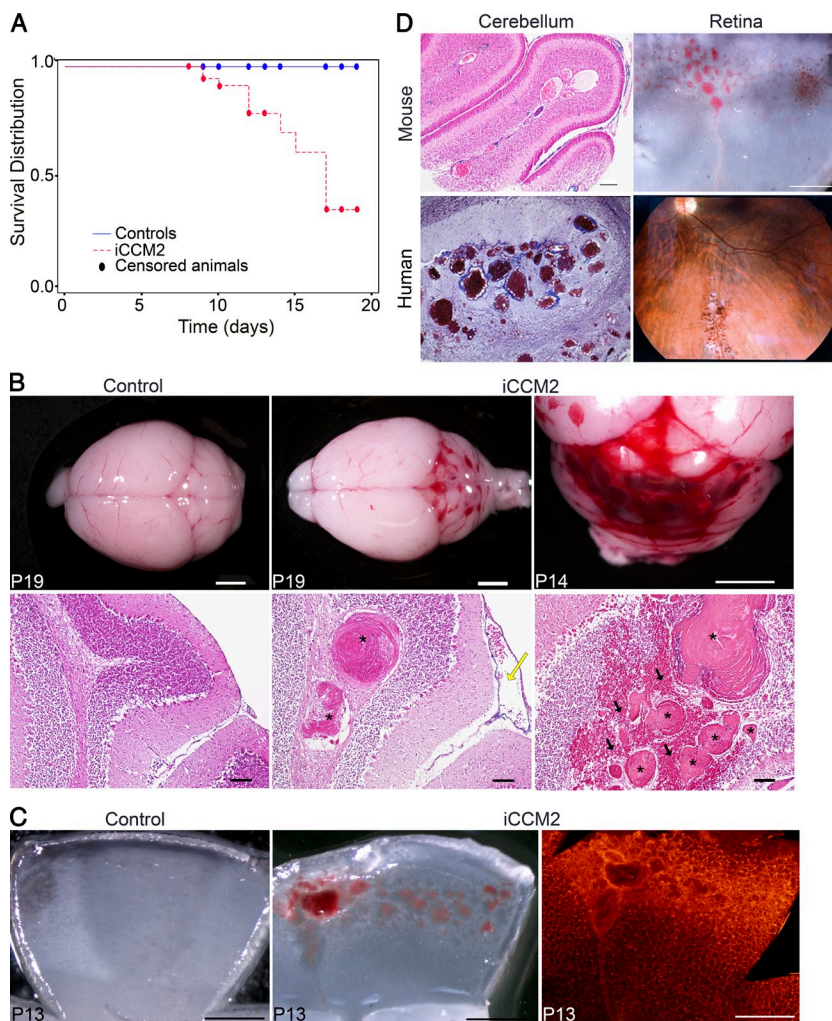 A
Survival Distribution
1.0
0.5
0.0
Controls
iCCM2
Censored animals
0
5
10
15
20
Time (days)
D
Cerebellum
Retina
Mouse
Human
B
Control
iCCM2
P19
P19
P14
*
*
*
*
*
*
*
*
C
Control
iCCM2
P13
P13
P13